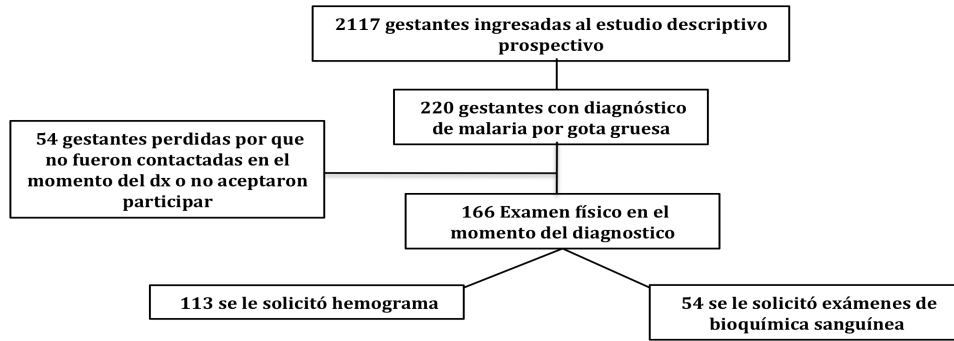 2117 gestantes ingresadas al estudio descriptivo
prospectivo
220 gestantes con diagnóstico
de malaria por gota gruesa
54 gestantes perdidas por que
no fueron contactadas en el
momento del dx o no aceptaron
participar
166 Examen físico en el
momento del diagnostico
113 se le solicitó hemograma
54 se le solicitó exámenes de
bioquímica sanguínea